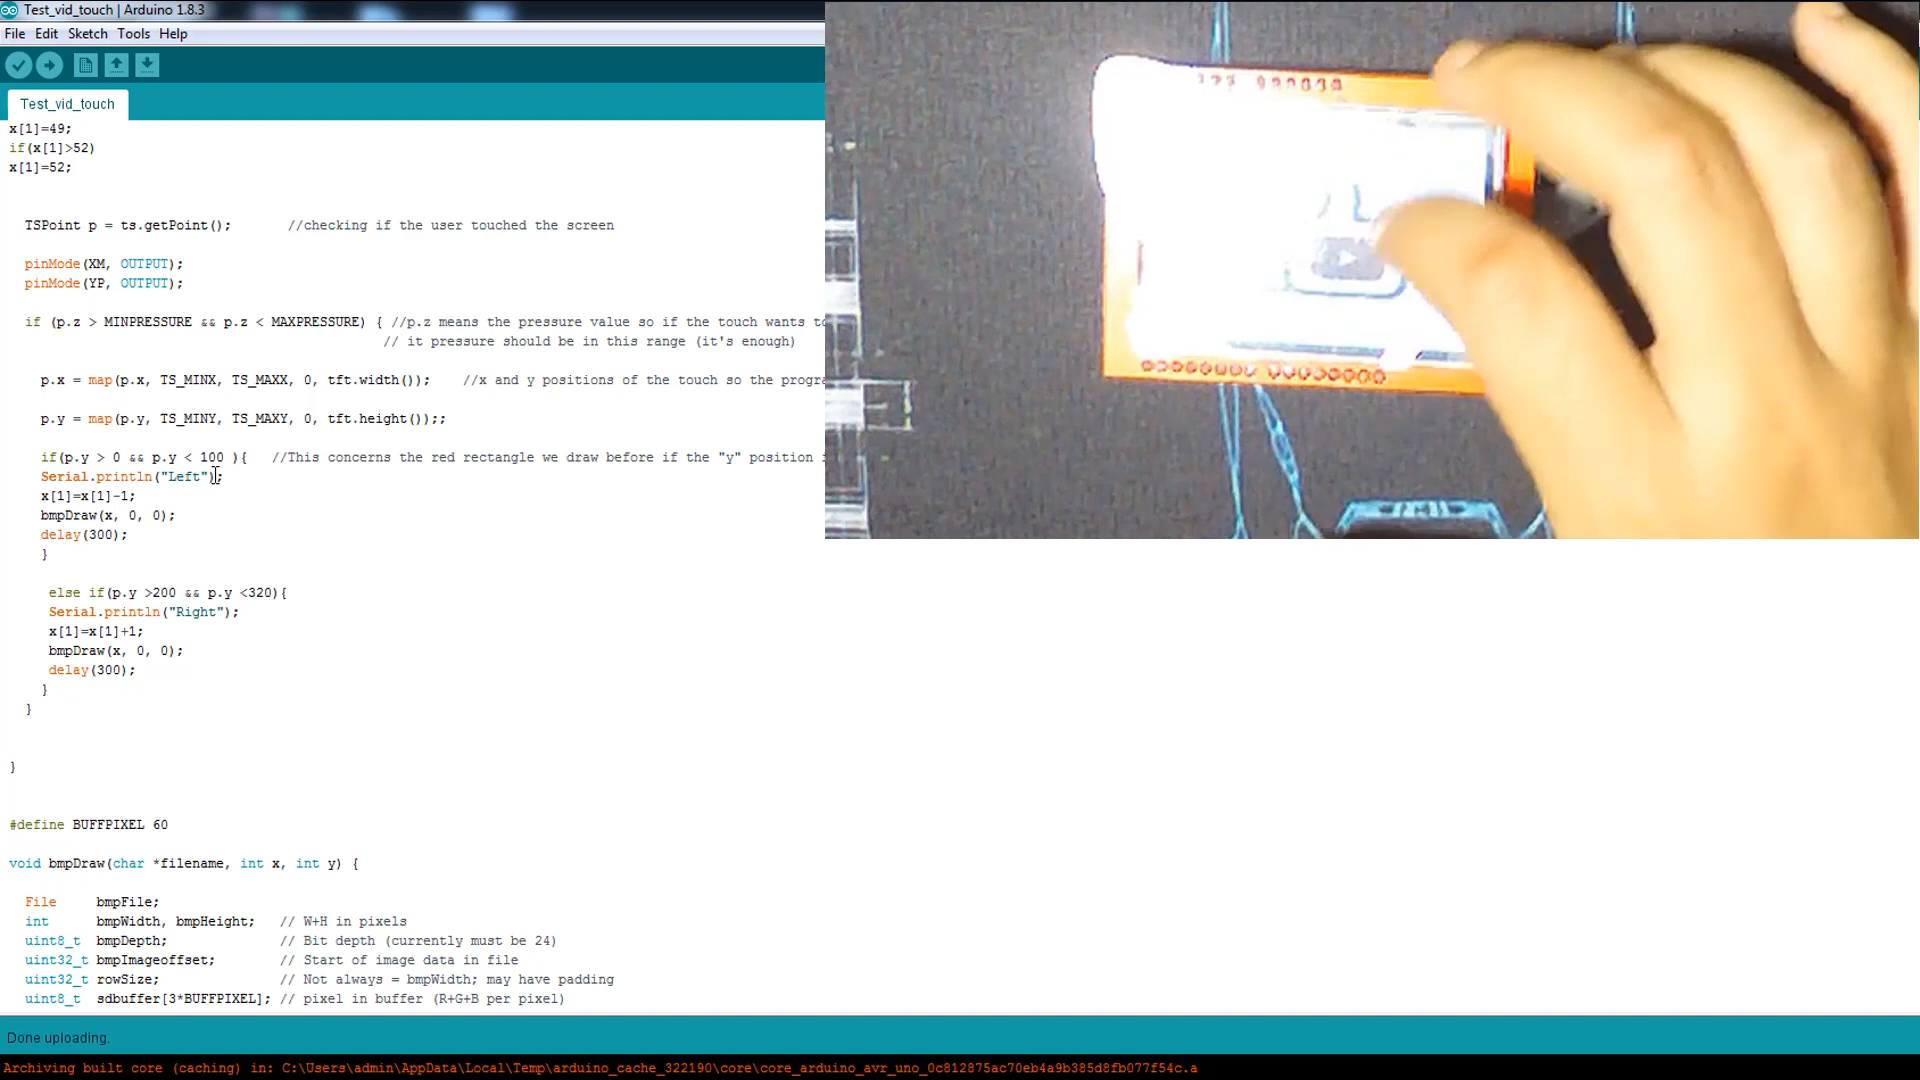 Test_vid_touch | Arduino 1.8.3
File Edit Sketch Tools Help
Test_vid_touch
x[1]=49;
if(x[1]>52)
x[1]=52;
TSPoint p = ts.getPoint(); //checking if the user touched the screen
pinMode(XM, OUTPUT);
pinMode(YP, OUTPUT);
if (p.z > MINPRESSURE && p.z < MAXPRESSURE) { //p.z means the pressure value so if the touch wants to
// it pressure should be in this range (it's enough)
p.x = map(p.x, TS_MINX, TS_MAXX, 0, tft.width()); //x and y positions of the touch so the progra
p.y = map(p.y, TS_MINY, TS_MAXY, 0, tft.height());;
if(p.y > 0 && p.y < 100 ){ //This concerns the red rectangle we draw before if the "y" position i
Serial.println("Left");
x[1]=x[1]-1;
bmpDraw(x, 0, 0);
delay(300);
}
else if(p.y >200 && p.y <320){
Serial.println("Right");
x[1]=x[1]+1;
bmpDraw(x, 0, 0);
delay(300);
}
}
}
#define BUFFPIXEL 60
void bmpDraw(char *filename, int x, int y) {
File bmpFile;
int bmpWidth, bmpHeight; // W+H in pixels
uint8_t bmpDepth; // Bit depth (currently must be 24)
uint32_t bmpImageoffset; // Start of image data in file
uint32_t rowSize; // Not always = bmpWidth; may have padding
uint8_t sdbuffer[3*BUFFPIXEL]; // pixel in buffer (R+G+B per pixel)
Done uploading.
Archiving built core (caching) in: C:\Users\admin\AppData\Local\Temp\arduino_cache_322190\core\core_arduino_avr_uno_0c812875ac70eb4a9b385d8fb077f54c.a